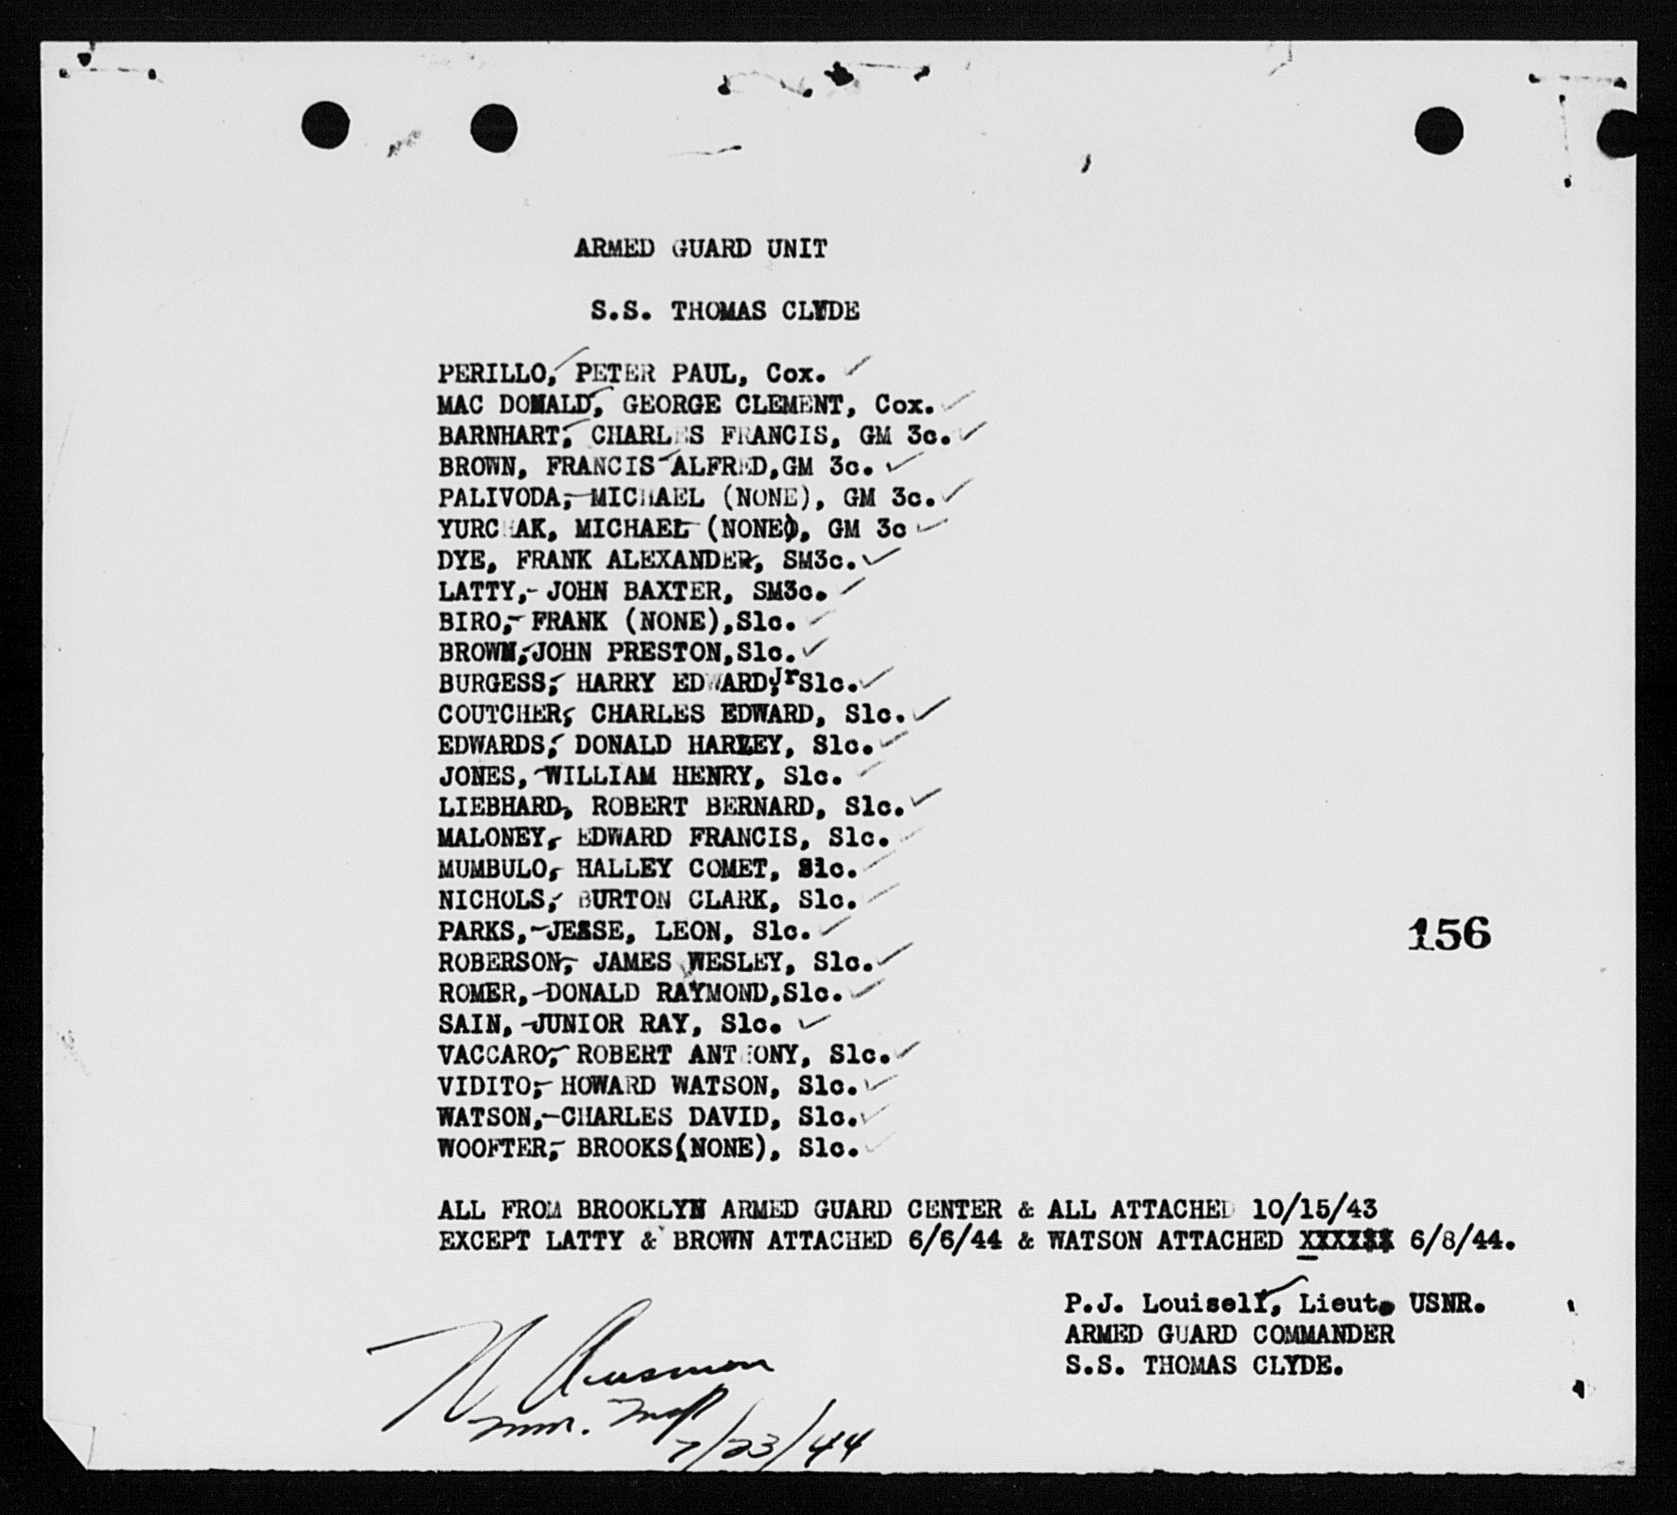 ARMED GUARD UNIT
S.S. THOMAS CLYDE
PERILLO, PETER PAUL, Cox.
MAC DONALD, GEORGE CLEMENT, Cox.
BARNHART, CHARLES FRANCIS, GM 3c.
BROWN, FRANCIS ALFRED,GM 3c.
PALIVODA, MICHAEL (NONE), GM 3c.
YURCHAK, MICHAEL (NONE), GM 3c
DYE, FRANK ALEXANDER, SM3c.
LATTY, JOHN BAXTER, SM3c.
BIRO, FRANK (NONE),S1c.
BROWN,JOHN PRESTON,S1c.
BURGESS, HARRY EDWARD,Jr S1c.
COUTCHER, CHARLES EDWARD, S1c.
EDWARDS, DONALD HARLEY, S1c.
JONES, WILLIAM HENRY, S1c.
LIEBHARD, ROBERT BERNARD, S1c.
MALONEY, EDWARD FRANCIS, S1c.
MUMBULO, HALLEY COMET, S1c.
NICHOLS, BURTON CLARK, S1c.
PARKS, JESSE, LEON, S1c.
156
ROBERSON, JAMES WESLEY, S1c.
ROMER, DONALD RAYMOND,S1c.
SAIN, JUNIOR RAY, S1c.
VACCARO, ROBERT ANTHONY, S1c.
VIDITO, HOWARD WATSON, S1c.
WATSON, CHARLES DAVID, S1c.
WOOFTER, BROOKS(NONE), S1c.
ALL FROM BROOKLYN ARMED GUARD CENTER & ALL ATTACHED 10/15/43
EXCEPT LATTY & BROWN ATTACHED 6/6/44 & WATSON ATTACHED 6/8/44.
P.J. Louisell, Lieut. USNR.
ARMED GUARD COMMANDER
S.S. THOMAS CLYDE.
7/23/44